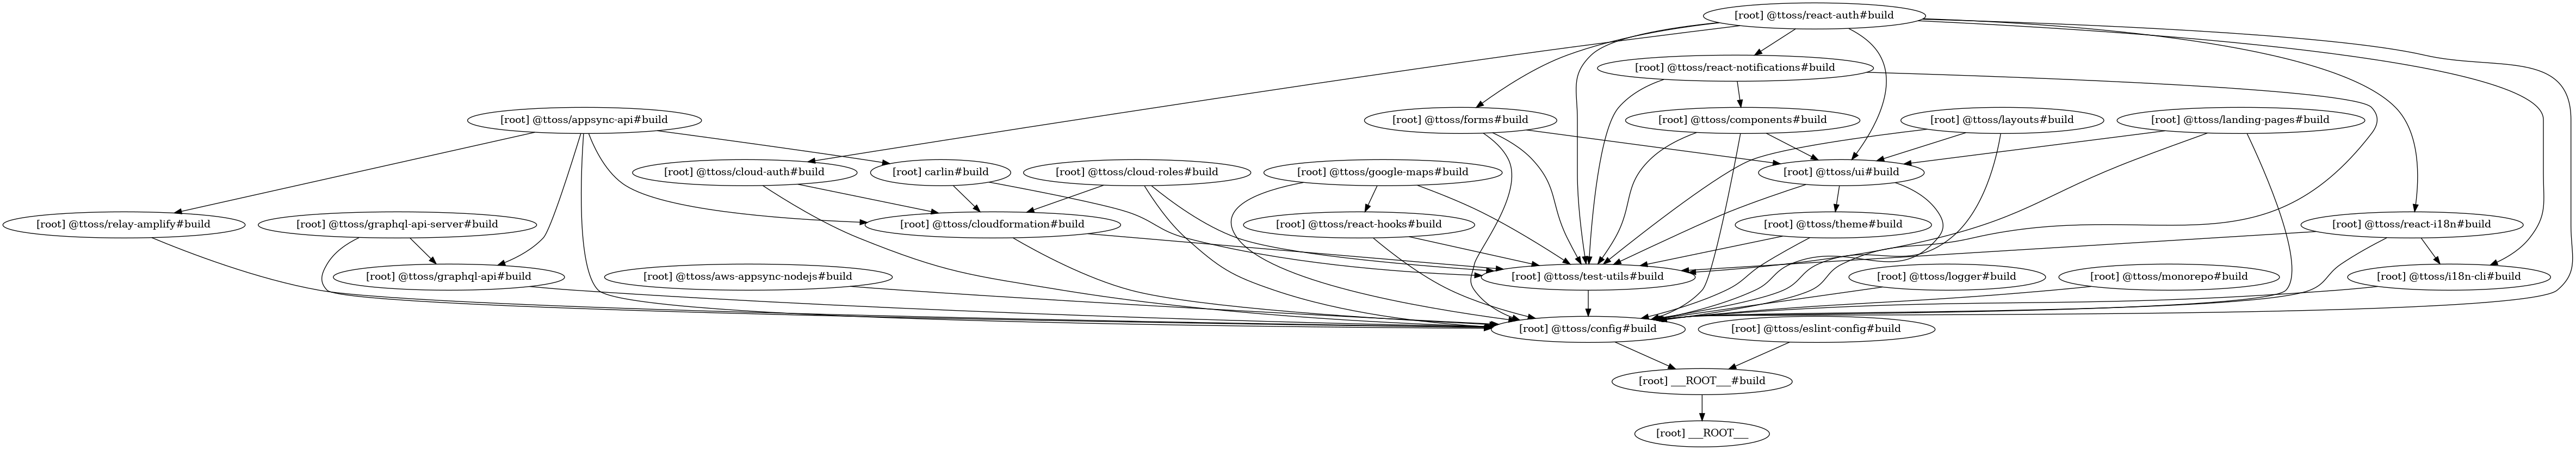 [root] @ttoss/react-auth#build
[root] @ttoss/react-notifications#build
[root] @ttoss/appsync-api#build
[root] @ttoss/forms#build
[root] @ttoss/components#build
[root] @ttoss/layouts#build
[root] @ttoss/landing-pages#build
[root] @ttoss/cloud-auth#build
[root] carlin#build
[root] @ttoss/cloud-roles#build
[root] @ttoss/google-maps#build
[root] @ttoss/ui#build
[root] @ttoss/relay-amplify#build
[root] @ttoss/graphql-api-server#build
[root] @ttoss/cloudformation#build
[root] @ttoss/react-hooks#build
[root] @ttoss/theme#build
[root] @ttoss/react-i18n#build
[root] @ttoss/graphql-api#build
[root] @ttoss/aws-appsync-nodejs#build
[root] @ttoss/test-utils#build
[root] @ttoss/logger#build
[root] @ttoss/monorepo#build
[root] @ttoss/i18n-cli#build
[root] @ttoss/config#build
[root] @ttoss/eslint-config#build
[root] ___ROOT___#build
[root] ___ROOT___